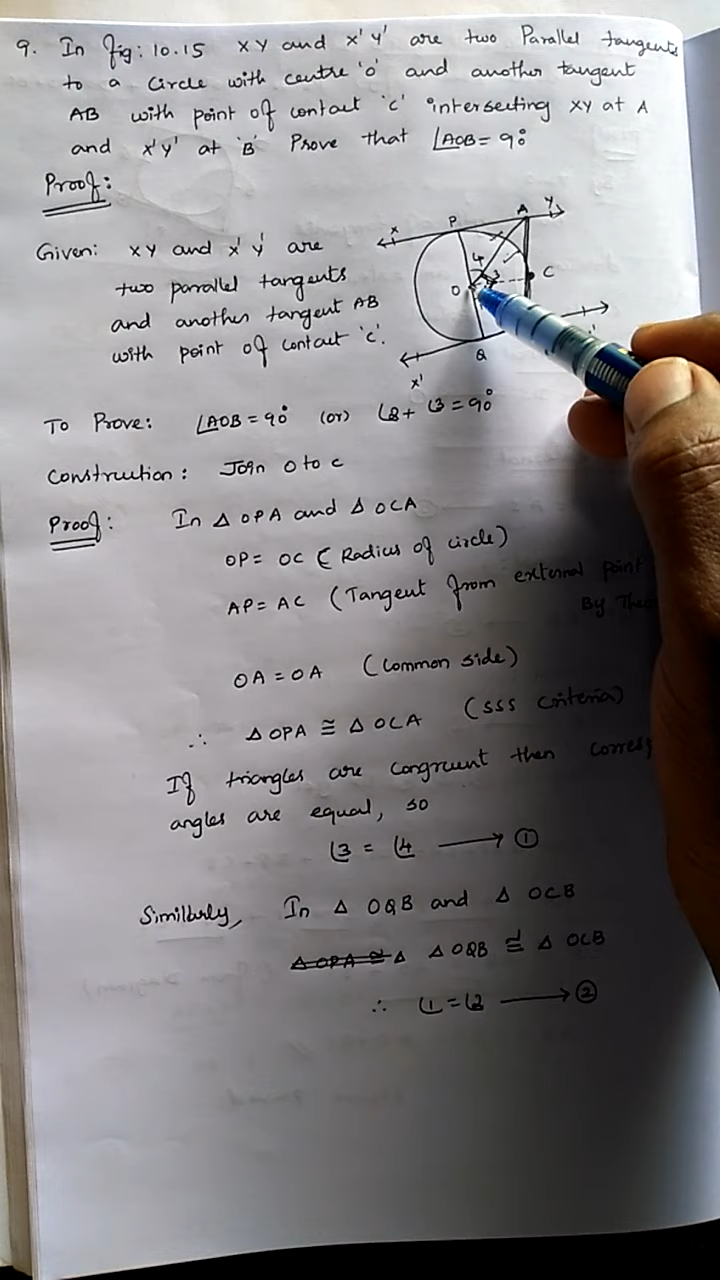 9. In fig: 10.15 XY and X'Y' are two Parallel tangents
to a Circle with centre 'O' and another tangent
AB with point of contact 'C' intersecting XY at A
and X'Y' at 'B' Prove that ∠AOB = 90°
Proof:
Given: XY and X'Y' are
two parallel tangents
and another tangent AB
with point of contact 'C'.
X P A Y
4 3 C
O
Q
X'
To Prove: ∠AOB = 90° (or) ∠2 + ∠3 = 90°
Construction: Join O to C
Proof: In Δ OPA and Δ OCA
OP = OC ( Radius of circle)
AP = AC (Tangent from external point
By
OA = OA (Common side)
∴ Δ OPA ≅ Δ OCA (SSS Criteria)
If triangles are congruent then
angles are equal, so
∠3 = ∠4 ⟶ ①
Similarly, In Δ OQB and Δ OCB
Δ OPA ≅ Δ Δ OQB ≅ Δ OCB
∴ ∠1 = ∠2 ⟶ ②